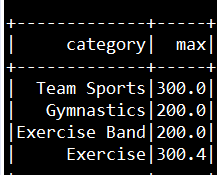 +-------------+-----+
|     category|  max|
+-------------+-----+
|  Team Sports|300.0|
|   Gymnastics|200.0|
|Exercise Band|200.0|
|     Exercise|300.4|